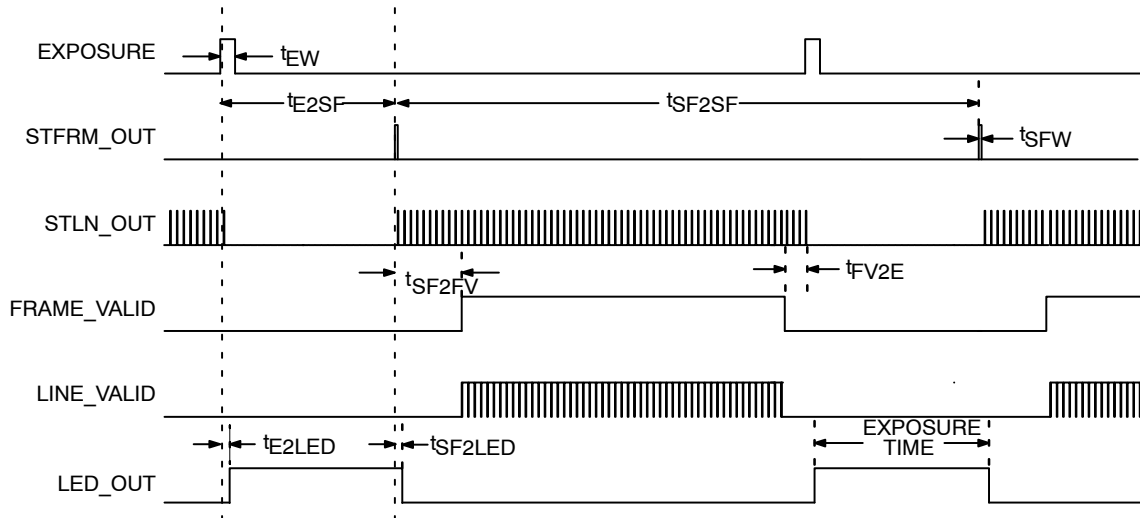 EXPOSURE
tEW
tE2SF
tSF2SF
STFRM_OUT
tSFW
STLN_OUT
tSF2FV
tFV2E
FRAME_VALID
LINE_VALID
tE2LED
tSF2LED
EXPOSURE
TIME
LED_OUT